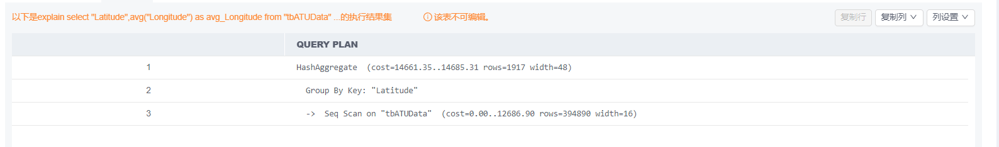 以下是explain select "Latitude",avg("Longitude") as avg_Longitude from "tbATUData" ...的执行结果集 该表不可编辑。 复制行 复制列 列设置
QUERY PLAN
1 HashAggregate  (cost=14661.35..14685.31 rows=1917 width=48)
2 Group By Key: "Latitude"
3 ->  Seq Scan on "tbATUData"  (cost=0.00..12686.90 rows=394890 width=16)